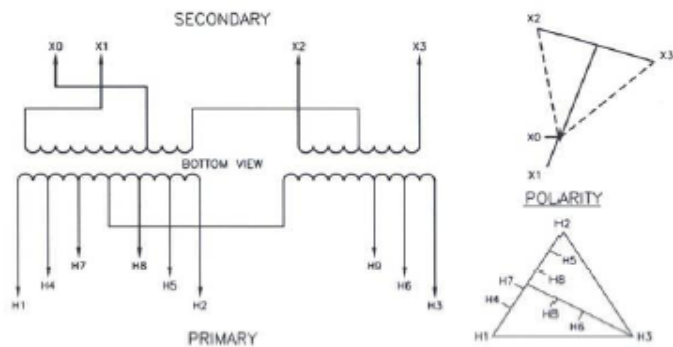 SECONDARY
X0 X1 X2 X3
BOTTOM VIEW
H1 H4 H7 H8 H5 H2 H9 H6 H3
PRIMARY
X2
X3
X0
X1
POLARITY
H2
H5
H8
H7
H4
H8
H6
H1 H3